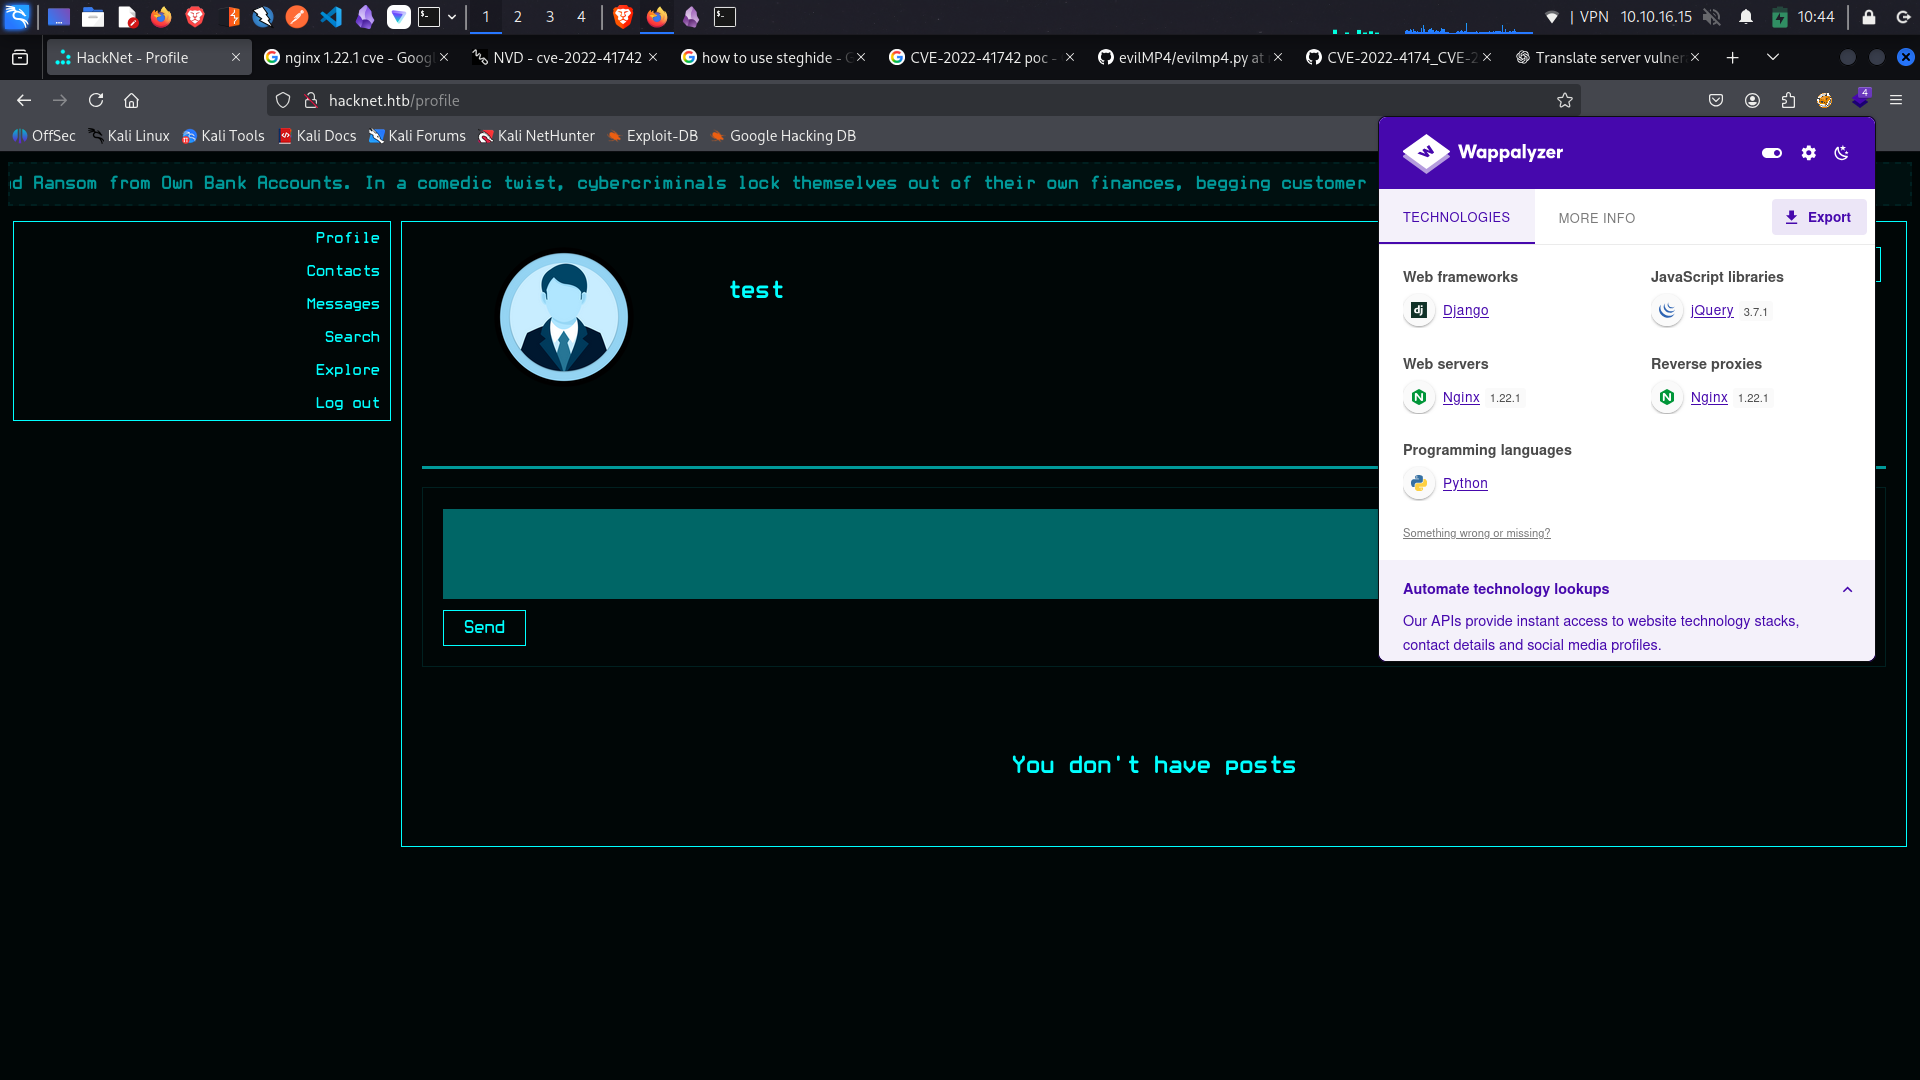 1 2 3 4
VPN 10.10.16.15 10:44
HackNet - Profile
nginx 1.22.1 cve - Goog
NVD - cve-2022-41742
how to use steghide -
CVE-2022-41742 poc -
evilMP4/evilmp4.py at
CVE-2022-4174_CVE-2
Translate server vulner
hacknet.htb/profile
4
OffSec Kali Linux Kali Tools Kali Docs Kali Forums Kali NetHunter Exploit-DB Google Hacking DB
d Ransom from Own Bank Accounts. In a comedic twist, cybercriminals lock themselves out of their own finances, begging customer
Profile
Contacts
Messages
Search
Explore
Log out
test
Send
You don't have posts
Wappalyzer
TECHNOLOGIES MORE INFO Export
Web frameworks
Django
JavaScript libraries
jQuery 3.7.1
Web servers
Nginx 1.22.1
Reverse proxies
Nginx 1.22.1
Programming languages
Python
Something wrong or missing?
Automate technology lookups
Our APIs provide instant access to website technology stacks,
contact details and social media profiles.